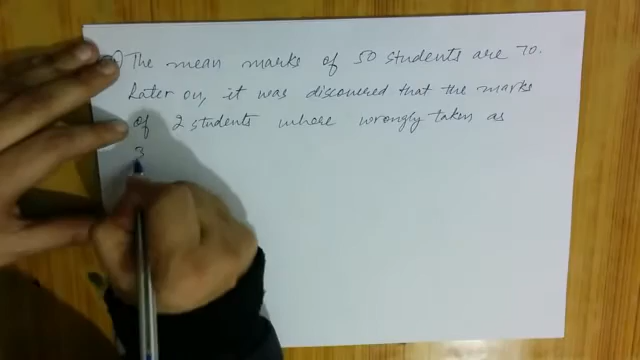 The mean marks of 50 students are 70.
Later on, it was discovered that the marks
of 2 students where wrongly taken as
3